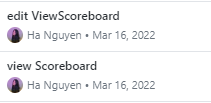 edit ViewScoreboard
Ha Nguyen • Mar 16, 2022
view Scoreboard
Ha Nguyen • Mar 16, 2022